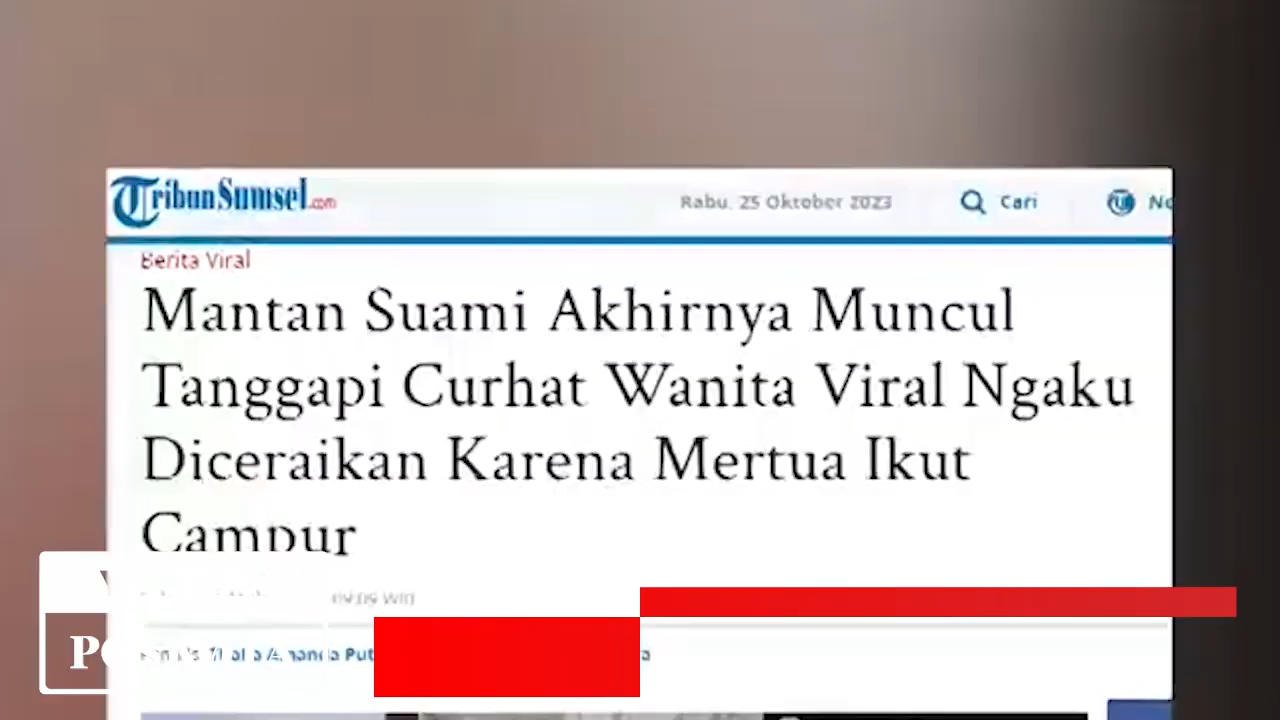 TribunSumsel.com
Rabu, 25 Oktober 2023
Cari
Berita Viral
Mantan Suami Akhirnya Muncul
Tanggapi Curhat Wanita Viral Ngaku
Diceraikan Karena Mertua Ikut
Campur